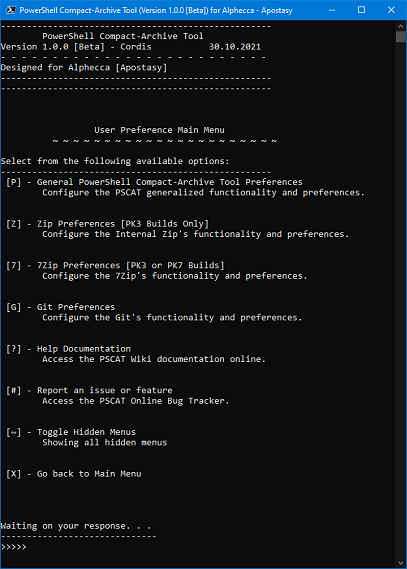 PowerShell Compact-Archive Tool (Version 1.0.0 [Beta]) for Alphecca - Apostasy
------------------------------------------------------
PowerShell Compact-Archive Tool
Version 1.0.0 [Beta] - Cordis 30.10.2021
- - - - - - - - - - - - - - - - - - - - - - - - - -
Designed for Alphecca [Apostasy]
------------------------------------------------------
------------------------------------------------------
User Preference Main Menu
~ ~ ~ ~ ~ ~ ~ ~ ~ ~ ~ ~ ~ ~ ~ ~ ~ ~ ~ ~ ~ ~
Select from the following available options:
------------------------------------------------------
[P] - General PowerShell Compact-Archive Tool Preferences
Configure the PSCAT generalized functionality and preferences.
[Z] - Zip Preferences [PK3 Builds Only]
Configure the Internal Zip's functionality and preferences.
[7] - 7Zip Preferences [PK3 or PK7 Builds]
Configure the 7Zip's functionality and preferences.
[G] - Git Preferences
Configure the Git's functionality and preferences.
[?] - Help Documentation
Access the PSCAT Wiki documentation online.
[#] - Report an issue or feature
Access the PSCAT Online Bug Tracker.
[~] - Toggle Hidden Menus
Showing all hidden menus
[X] - Go back to Main Menu
Waiting on your response. . .
------------------------------
>>>>>